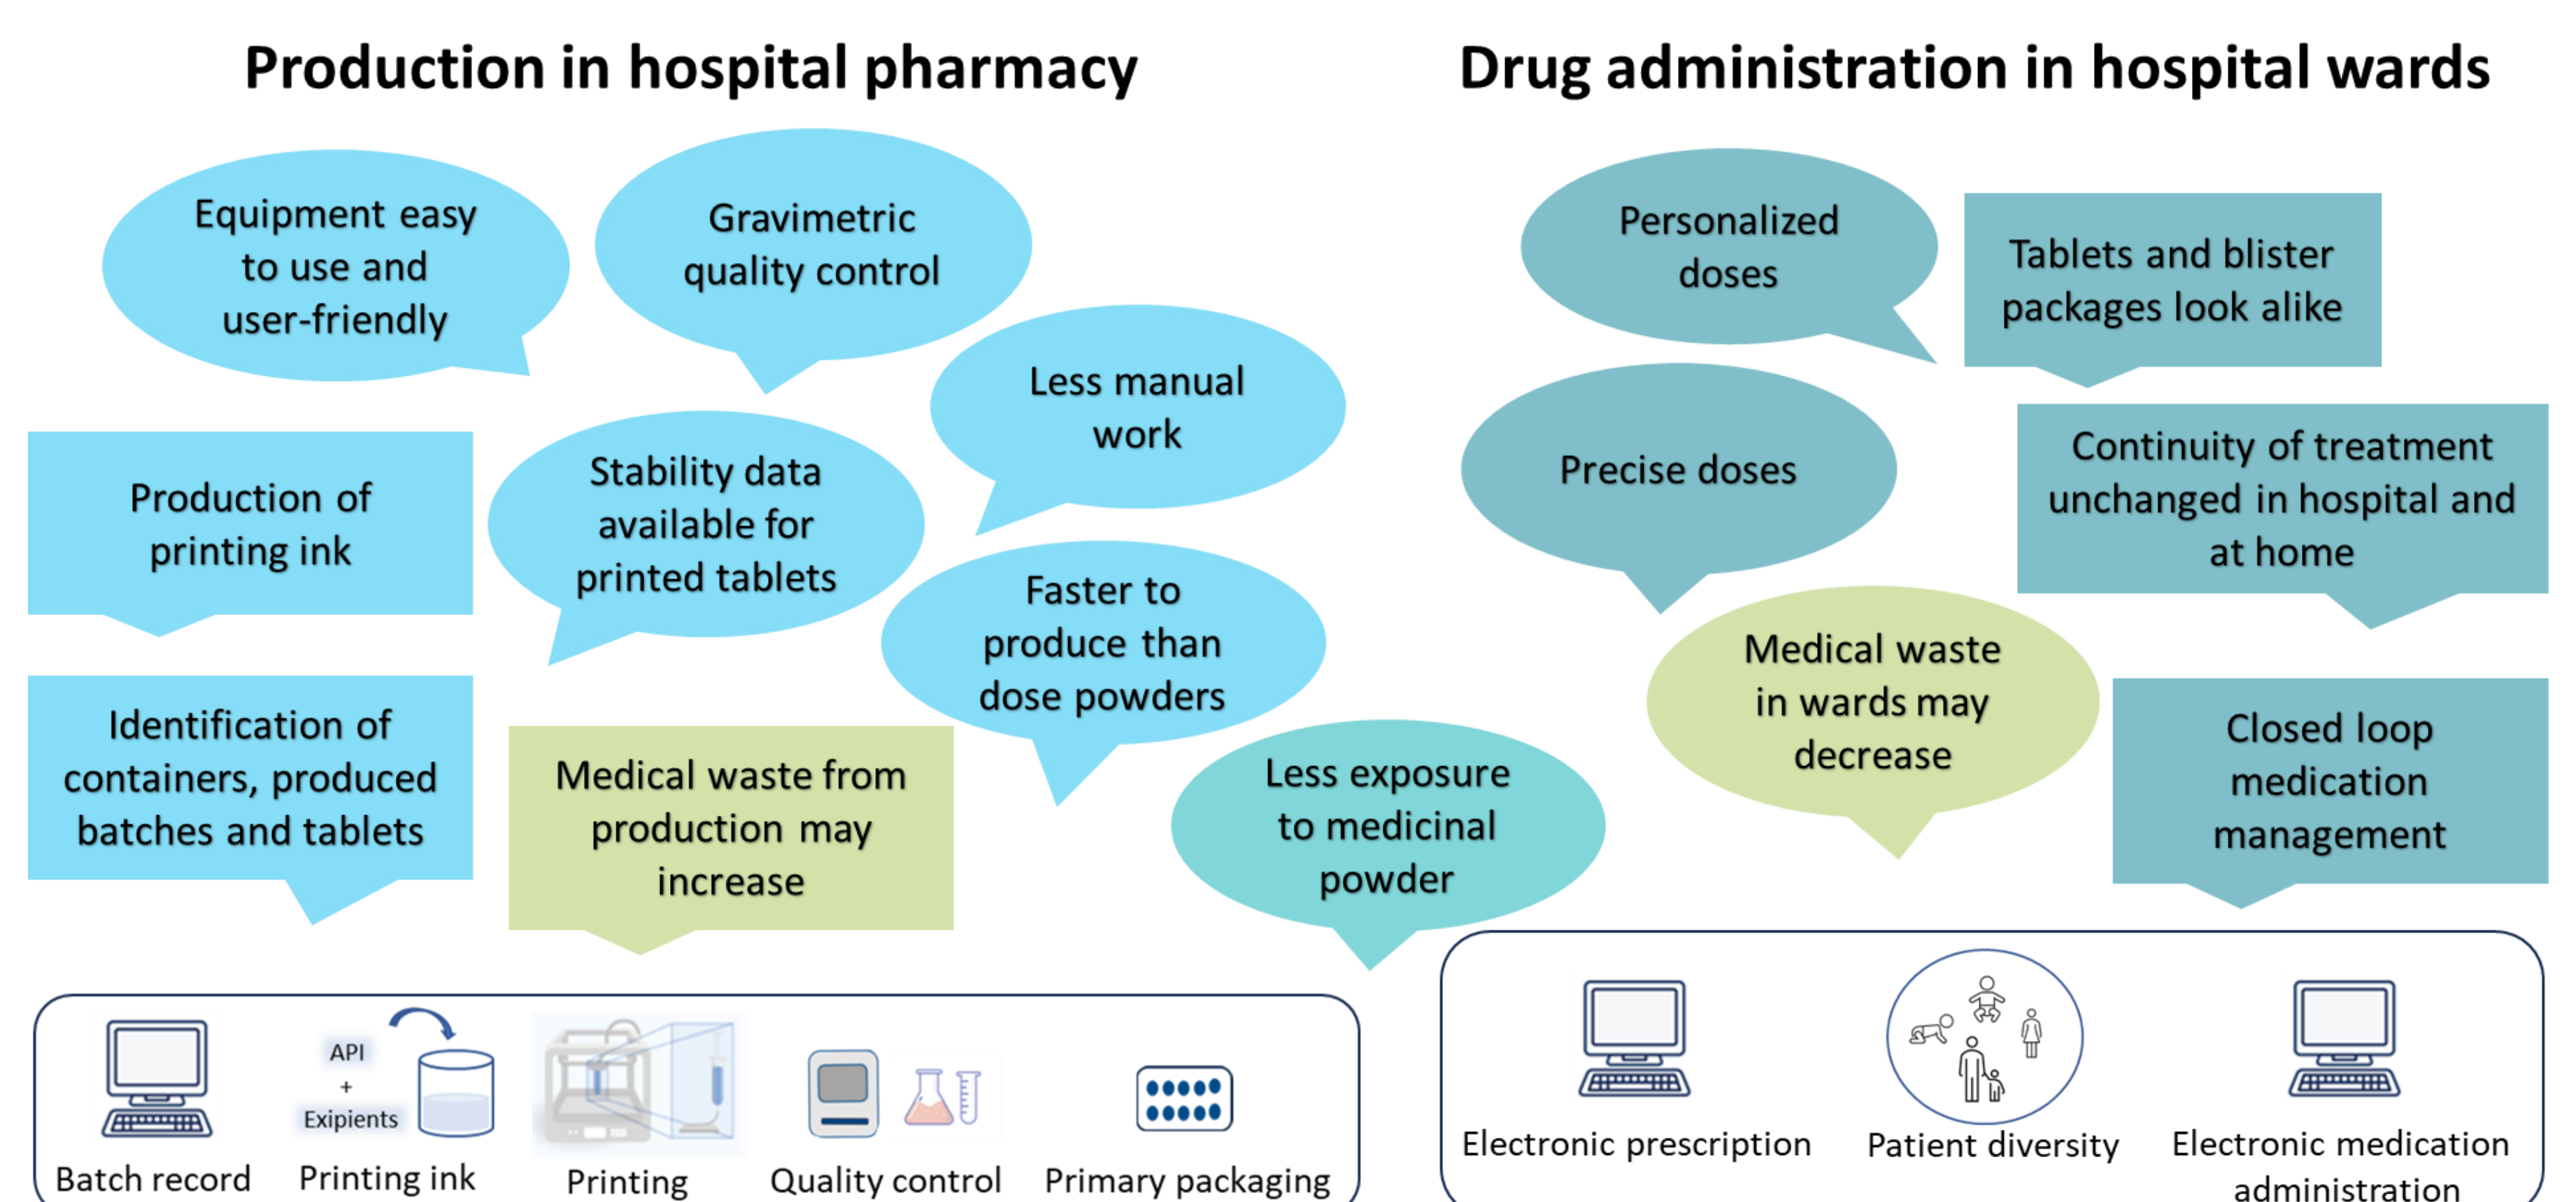 Production in hospital pharmacy
Drug administration in hospital wards
Equipment easy
to use and
user-friendly
Gravimetric
quality control
Less manual
work
Production of
printing ink
Stability data
available for
printed tablets
Faster to
produce than
dose powders
Identification of
containers, produced
batches and tablets
Medical waste from
production may
increase
Less exposure
to medicinal
powder
Personalized
doses
Tablets and blister
packages look alike
Precise doses
Continuity of treatment
unchanged in hospital and
at home
Medical waste
in wards may
decrease
Closed loop
medication
management
Batch record
API
+
Exipients
Printing ink
Printing
Quality control
Primary packaging
Electronic prescription
Patient diversity
Electronic medication
administration